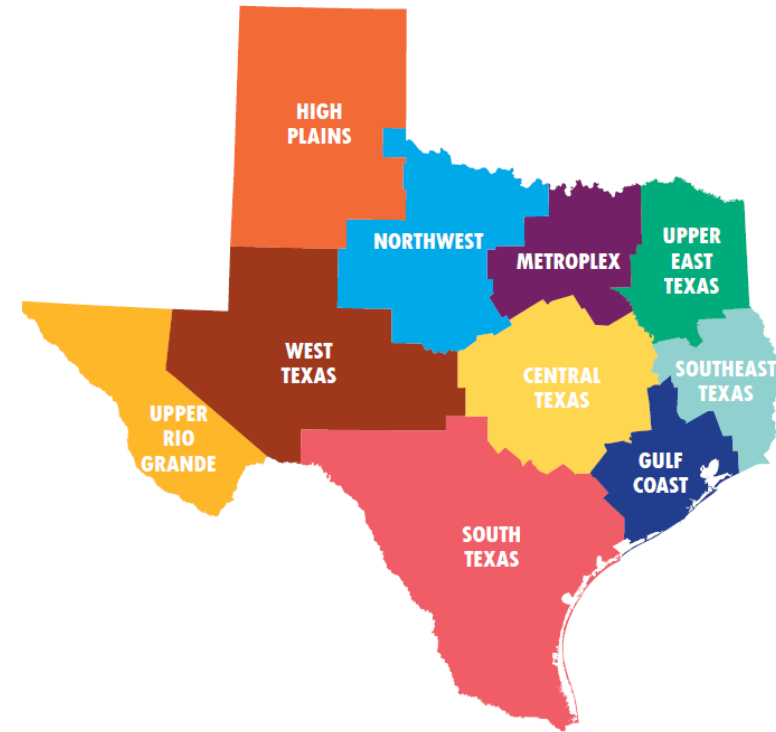 HIGH
PLAINS
NORTHWEST
METROPLEX
UPPER
EAST
TEXAS
WEST
TEXAS
CENTRAL
TEXAS
SOUTHEAST
TEXAS
UPPER
RIO
GRANDE
GULF
COAST
SOUTH
TEXAS